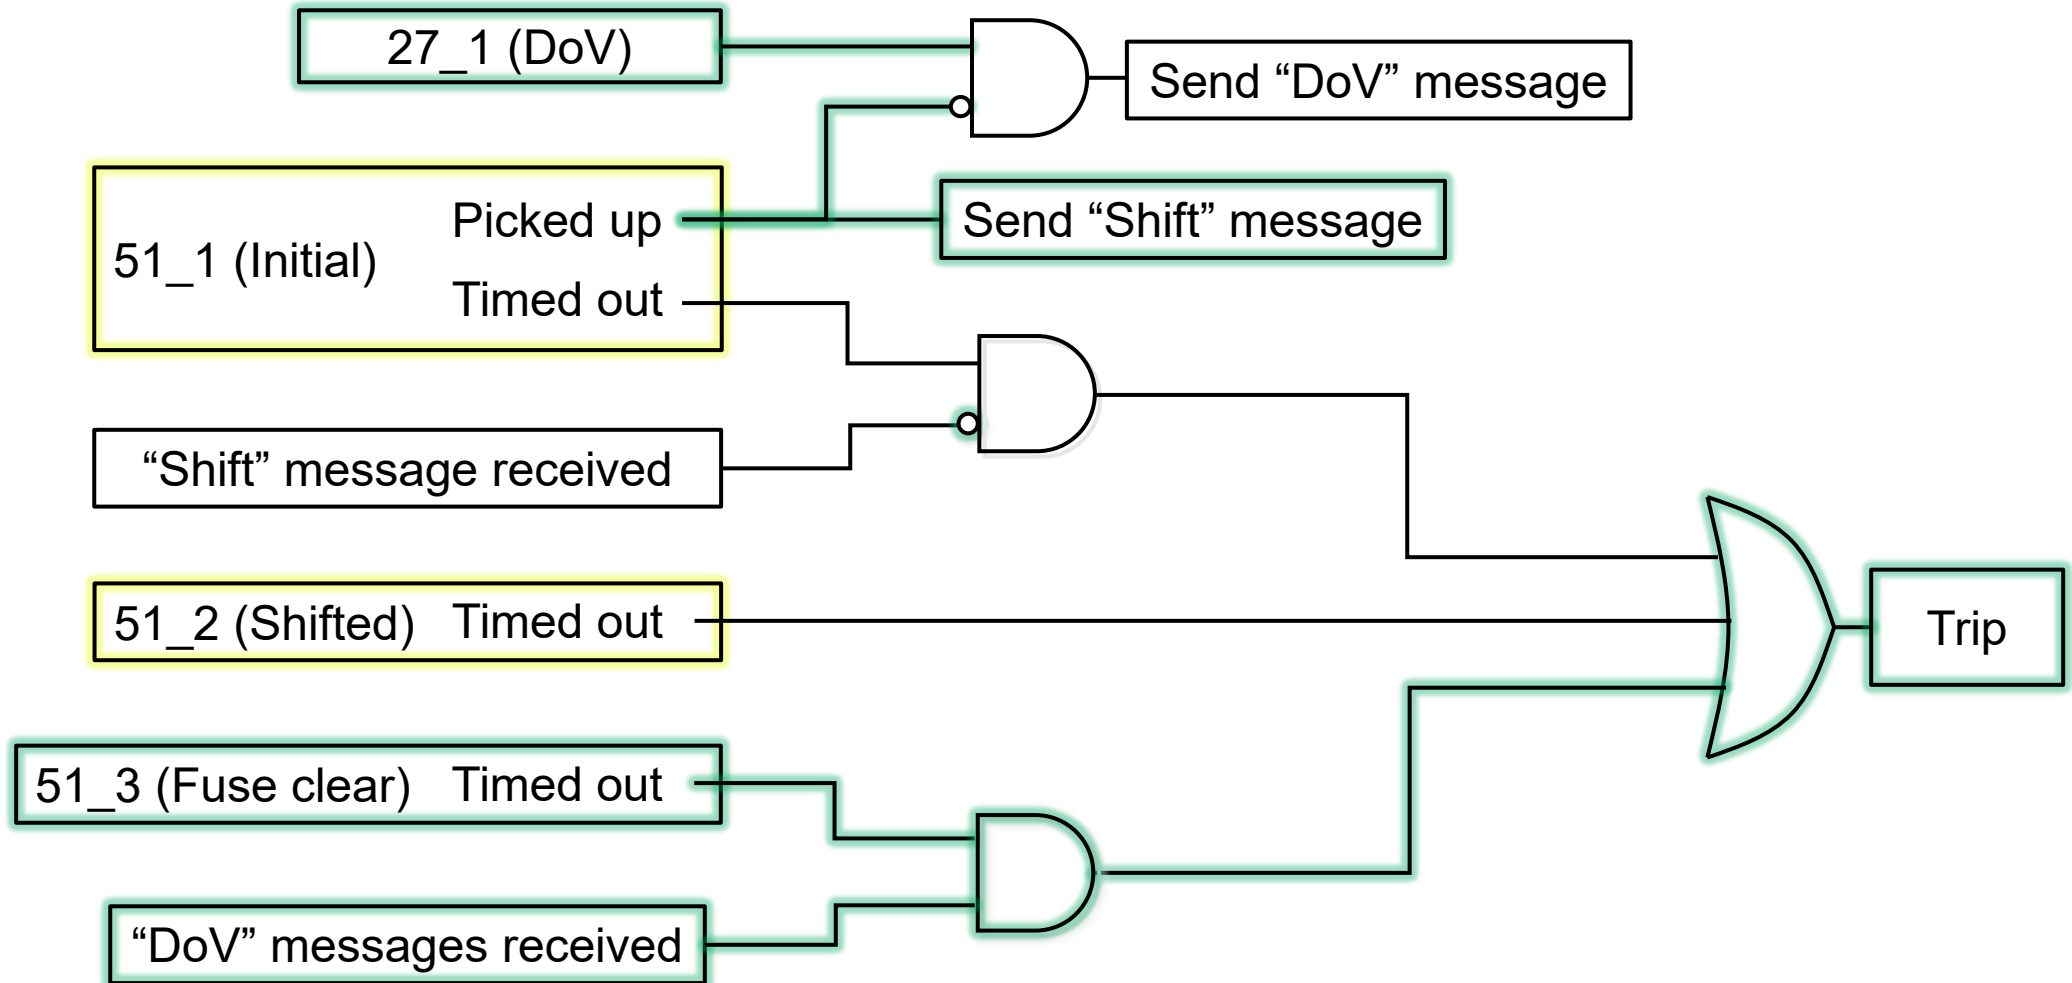 27_1 (DoV)
Send “DoV” message
Picked up
Send “Shift” message
51_1 (Initial)
Timed out
“Shift” message received
51_2 (Shifted) Timed out
Trip
51_3 (Fuse clear) Timed out
“DoV” messages received